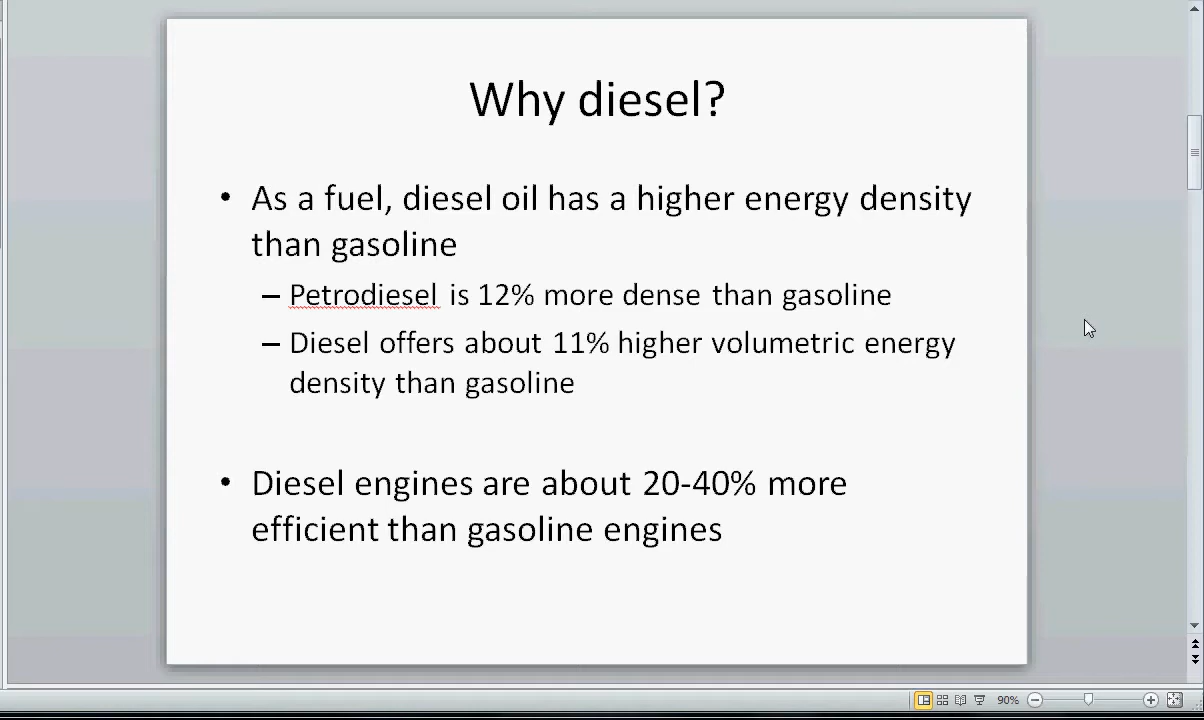 Why diesel?
• As a fuel, diesel oil has a higher energy density
than gasoline
– Petrodiesel is 12% more dense than gasoline
– Diesel offers about 11% higher volumetric energy
density than gasoline
• Diesel engines are about 20-40% more
efficient than gasoline engines
90%